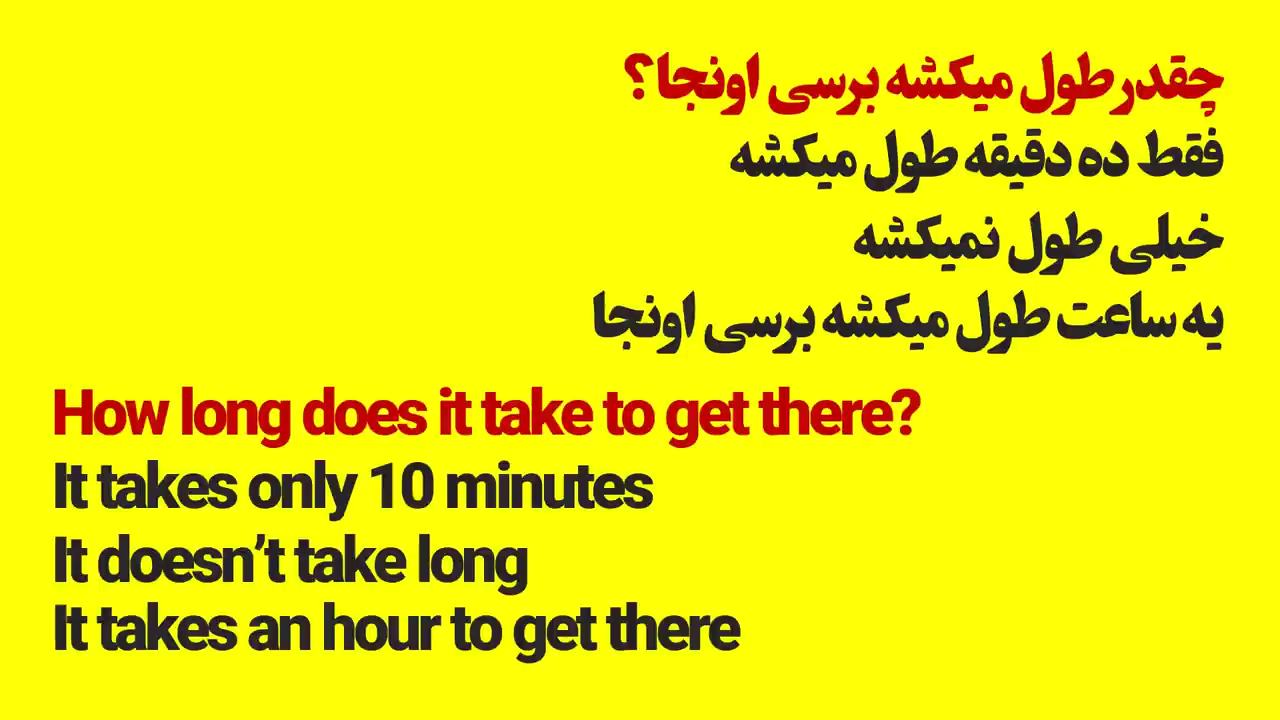 چقدر طول میکشه برسی اونجا؟
فقط ده دقیقه طول میکشه
خیلی طول نمیکشه
یه ساعت طول میکشه برسی اونجا
How long does it take to get there?
It takes only 10 minutes
It doesn’t take long
It takes an hour to get there